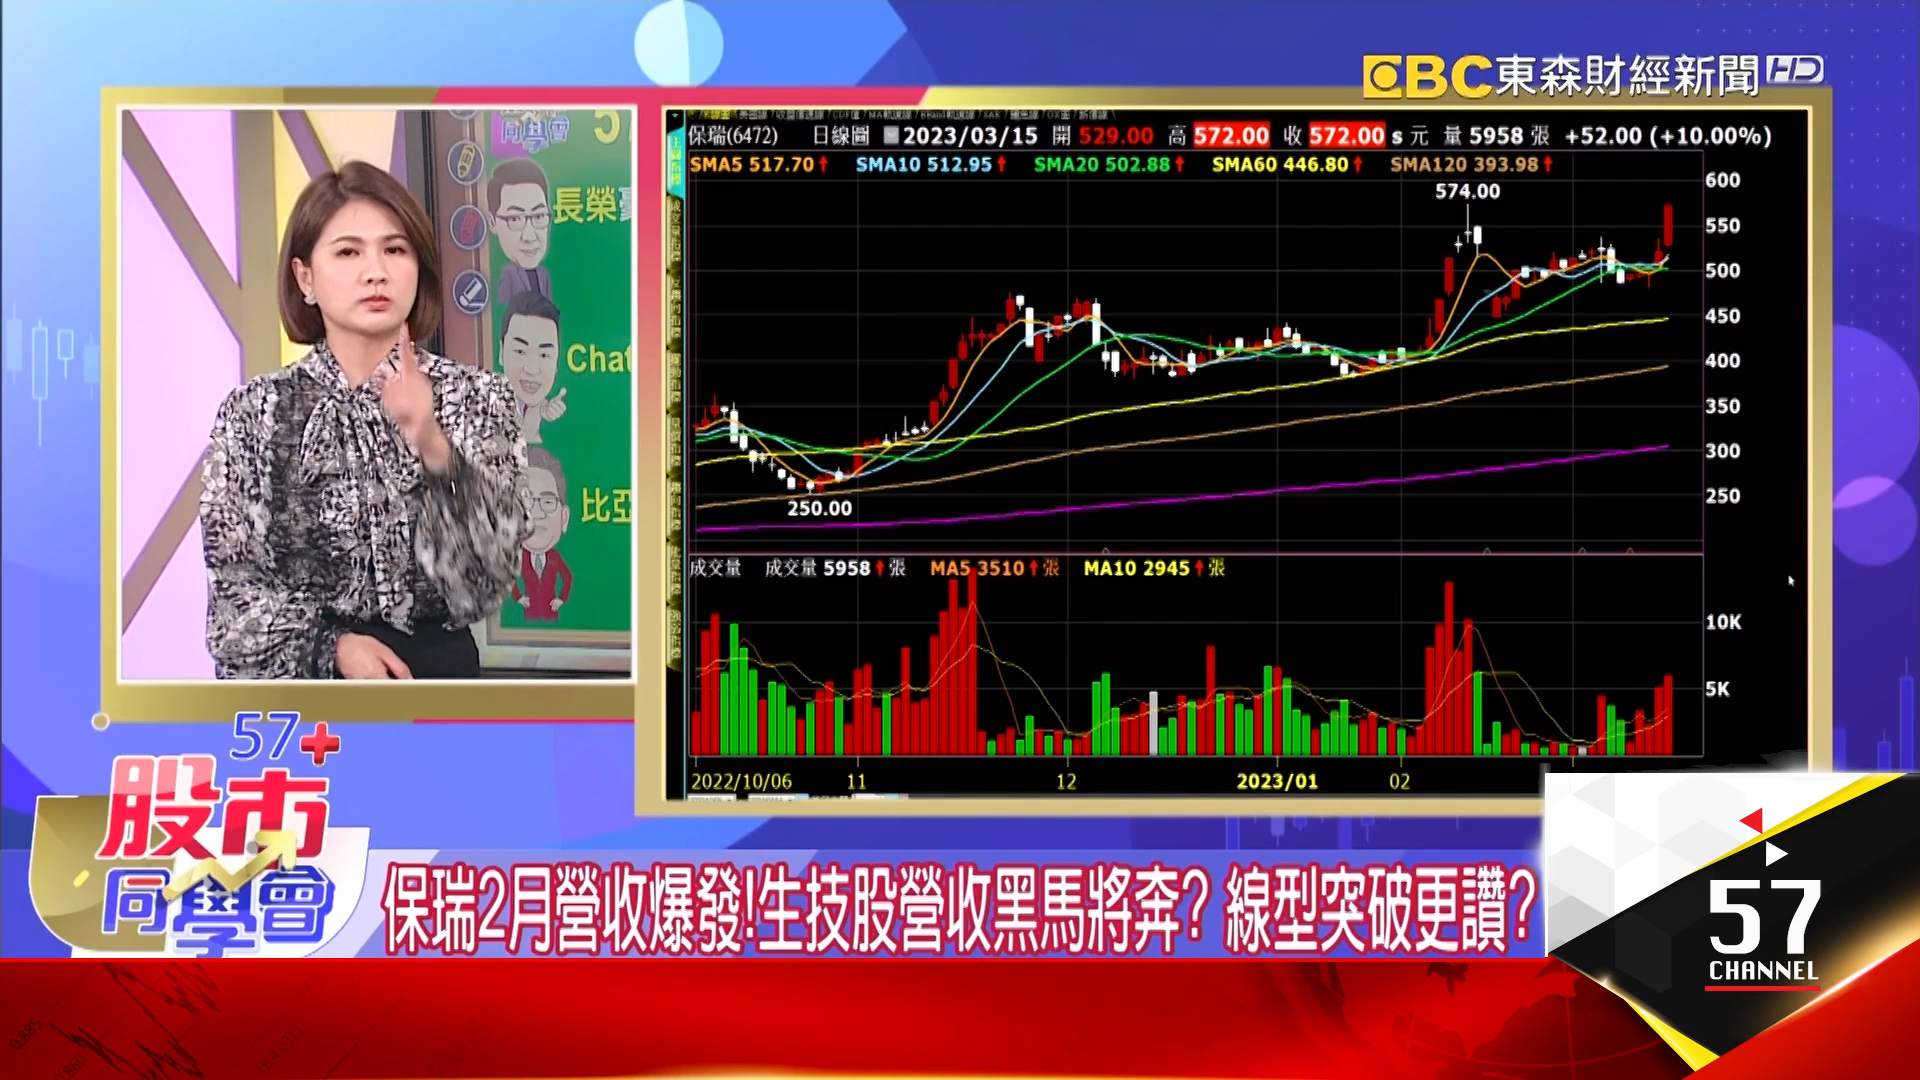 EBC東森財經新聞HD
同學會
5
長榮
Chat
比亞
保瑞(6472) 日線圖 2023/03/15 開 529.00 高 572.00 收 572.00 s 元 量 5958 張 +52.00 (+10.00%)
SMA5 517.70↑ SMA10 512.95↑ SMA20 502.88↑ SMA60 446.80↑ SMA120 393.98↑
574.00
600
550
500
450
400
350
300
250
250.00
成交量 成交量 5958↑張 MA5 3510↑張 MA10 2945↑張
10K
5K
2022/10/06 11 12 2023/01 02
57+
股市
同學會
保瑞2月營收爆發!生技股營收黑馬將奔? 線型突破更讚?
57
CHANNEL